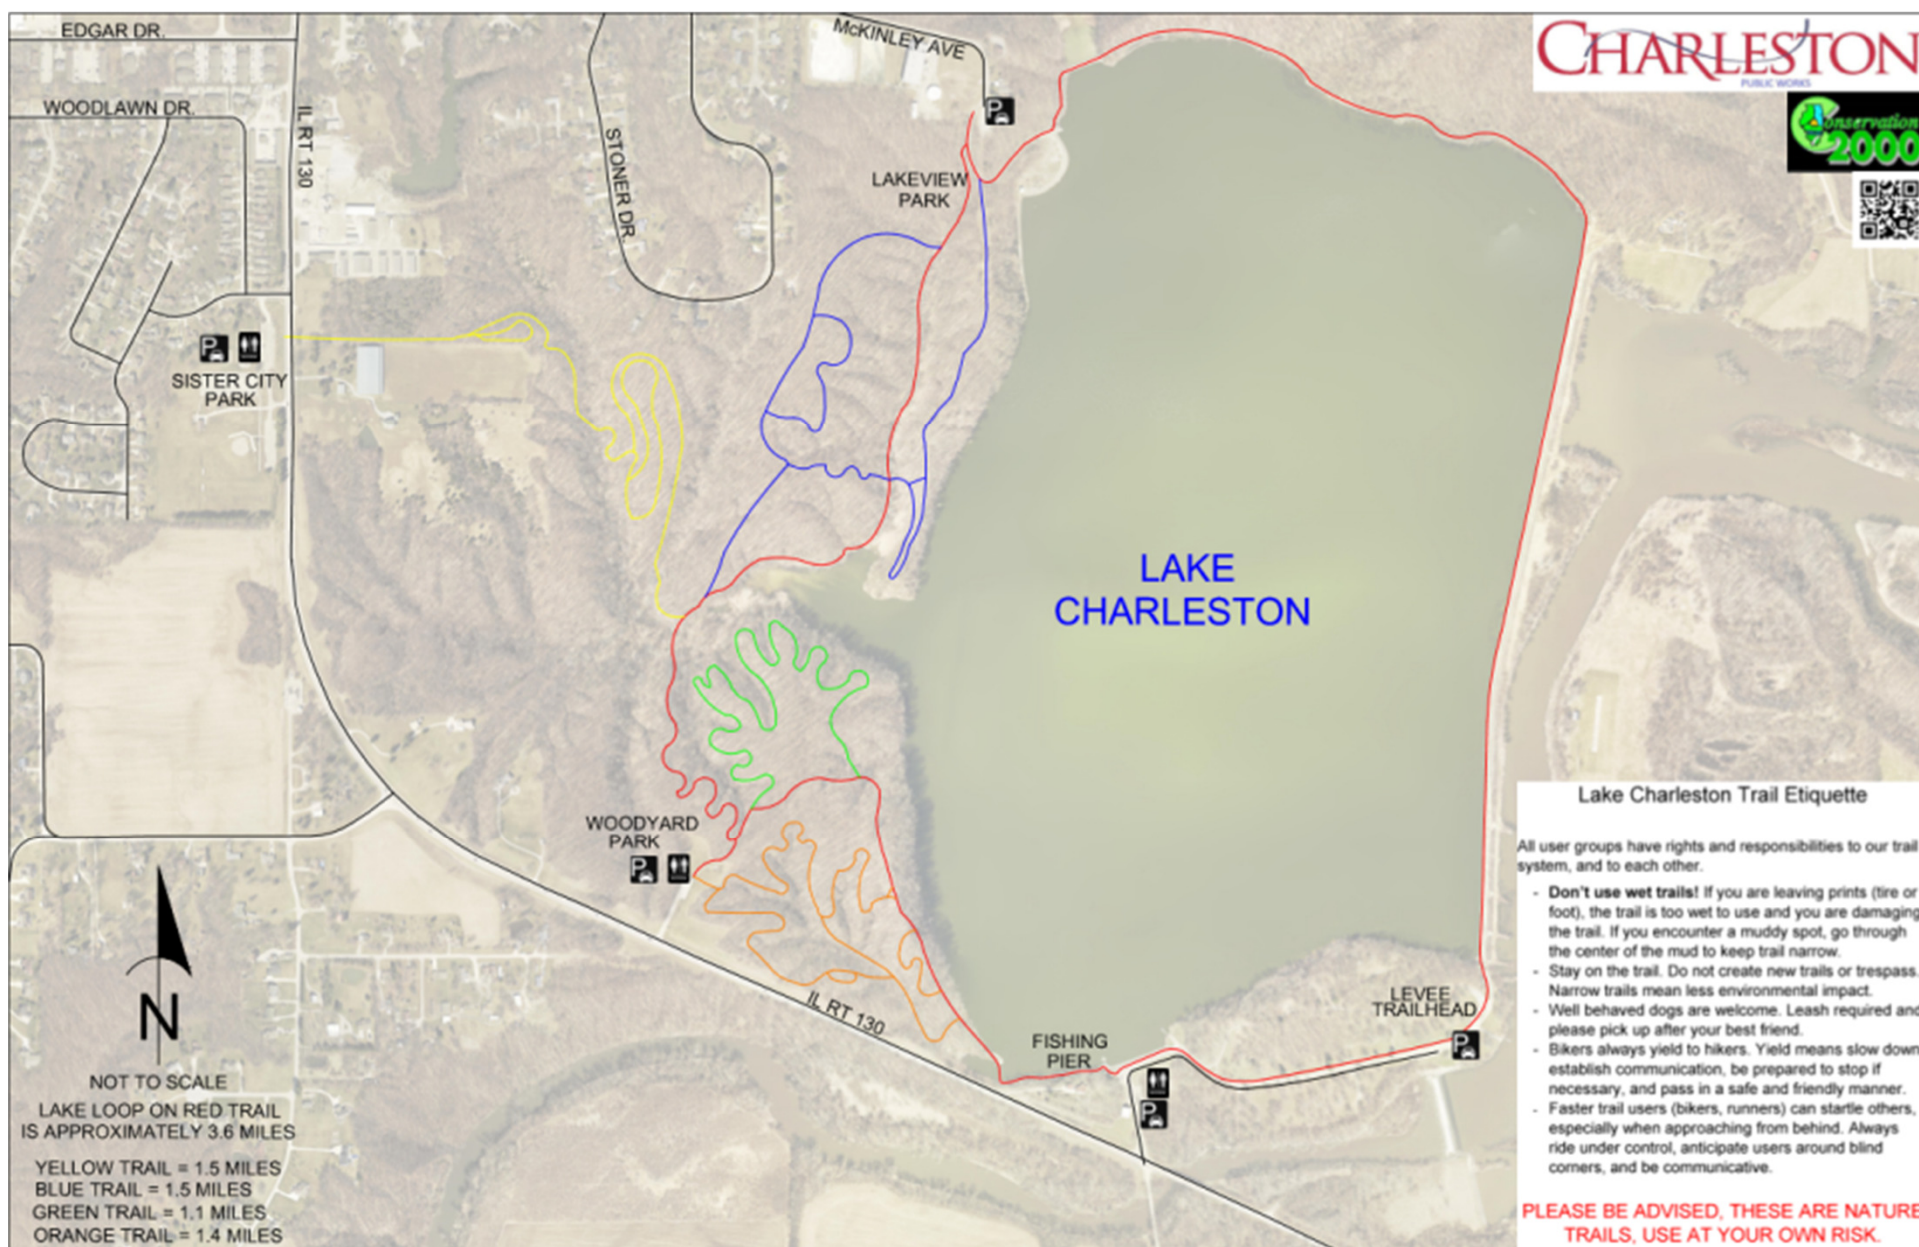 EDGAR DR.
WOODLAWN DR.
IL RT 130
STONER DR.
McKINLEY AVE
LAKEVIEW
PARK
SISTER CITY
PARK
LAKE
CHARLESTON
WOODYARD
PARK
IL RT 130
FISHING
PIER
LEVEE
TRAILHEAD
P
P
P
P
P
N
NOT TO SCALE
LAKE LOOP ON RED TRAIL
IS APPROXIMATELY 3.6 MILES
YELLOW TRAIL = 1.5 MILES
BLUE TRAIL = 1.5 MILES
GREEN TRAIL = 1.1 MILES
ORANGE TRAIL = 1.4 MILES
CHARLESTON
PUBLIC WORKS
Conservation
2000
Lake Charleston Trail Etiquette
All user groups have rights and responsibilities to our trail
system, and to each other.
- Don't use wet trails! If you are leaving prints (tire or
foot), the trail is too wet to use and you are damaging
the trail. If you encounter a muddy spot, go through
the center of the mud to keep trail narrow.
- Stay on the trail. Do not create new trails or trespass.
Narrow trails mean less environmental impact.
- Well behaved dogs are welcome. Leash required and
please pick up after your best friend.
- Bikers always yield to hikers. Yield means slow down,
establish communication, be prepared to stop if
necessary, and pass in a safe and friendly manner.
- Faster trail users (bikers, runners) can startle others,
especially when approaching from behind. Always
ride under control, anticipate users around blind
corners, and be communicative.
PLEASE BE ADVISED, THESE ARE NATURE
TRAILS, USE AT YOUR OWN RISK.